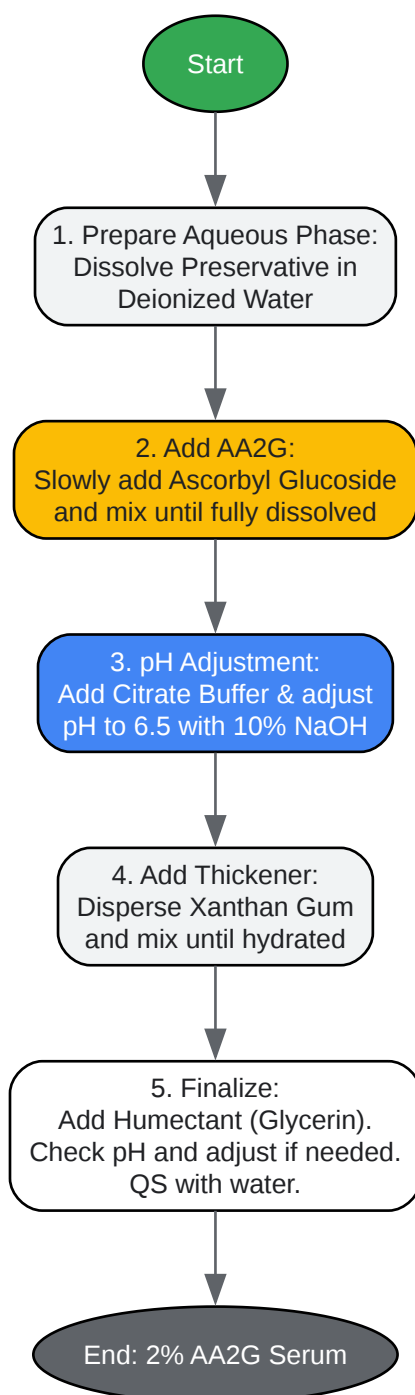 Start
1. Prepare Aqueous Phase:
Dissolve Preservative in
Deionized Water
2. Add AA2G:
Slowly add Ascorbyl Glucoside
and mix until fully dissolved
3. pH Adjustment:
Add Citrate Buffer & adjust
pH to 6.5 with 10% NaOH
4. Add Thickener:
Disperse Xanthan Gum
and mix until hydrated
5. Finalize:
Add Humectant (Glycerin).
Check pH and adjust if needed.
QS with water.
End: 2% AA2G Serum